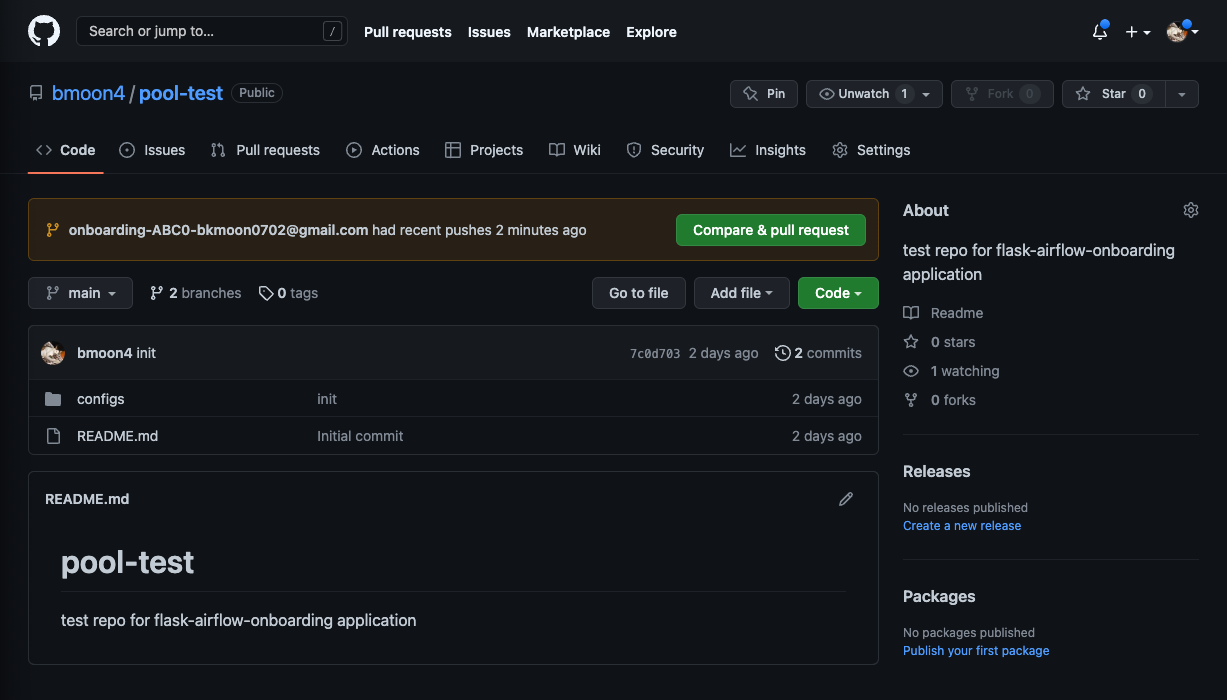 Search or jump to... / Pull requests Issues Marketplace Explore
bmoon4 / pool-test Public Pin Unwatch 1 Fork 0 Star 0
Code Issues Pull requests Actions Projects Wiki Security Insights Settings
onboarding-ABC0-bkmoon0702@gmail.com had recent pushes 2 minutes ago Compare & pull request
main 2 branches 0 tags Go to file Add file Code
bmoon4 init 7c0d703 2 days ago 2 commits
configs init 2 days ago
README.md Initial commit 2 days ago
README.md
pool-test
test repo for flask-airflow-onboarding application
About
test repo for flask-airflow-onboarding
application
Readme
0 stars
1 watching
0 forks
Releases
No releases published
Create a new release
Packages
No packages published
Publish your first package